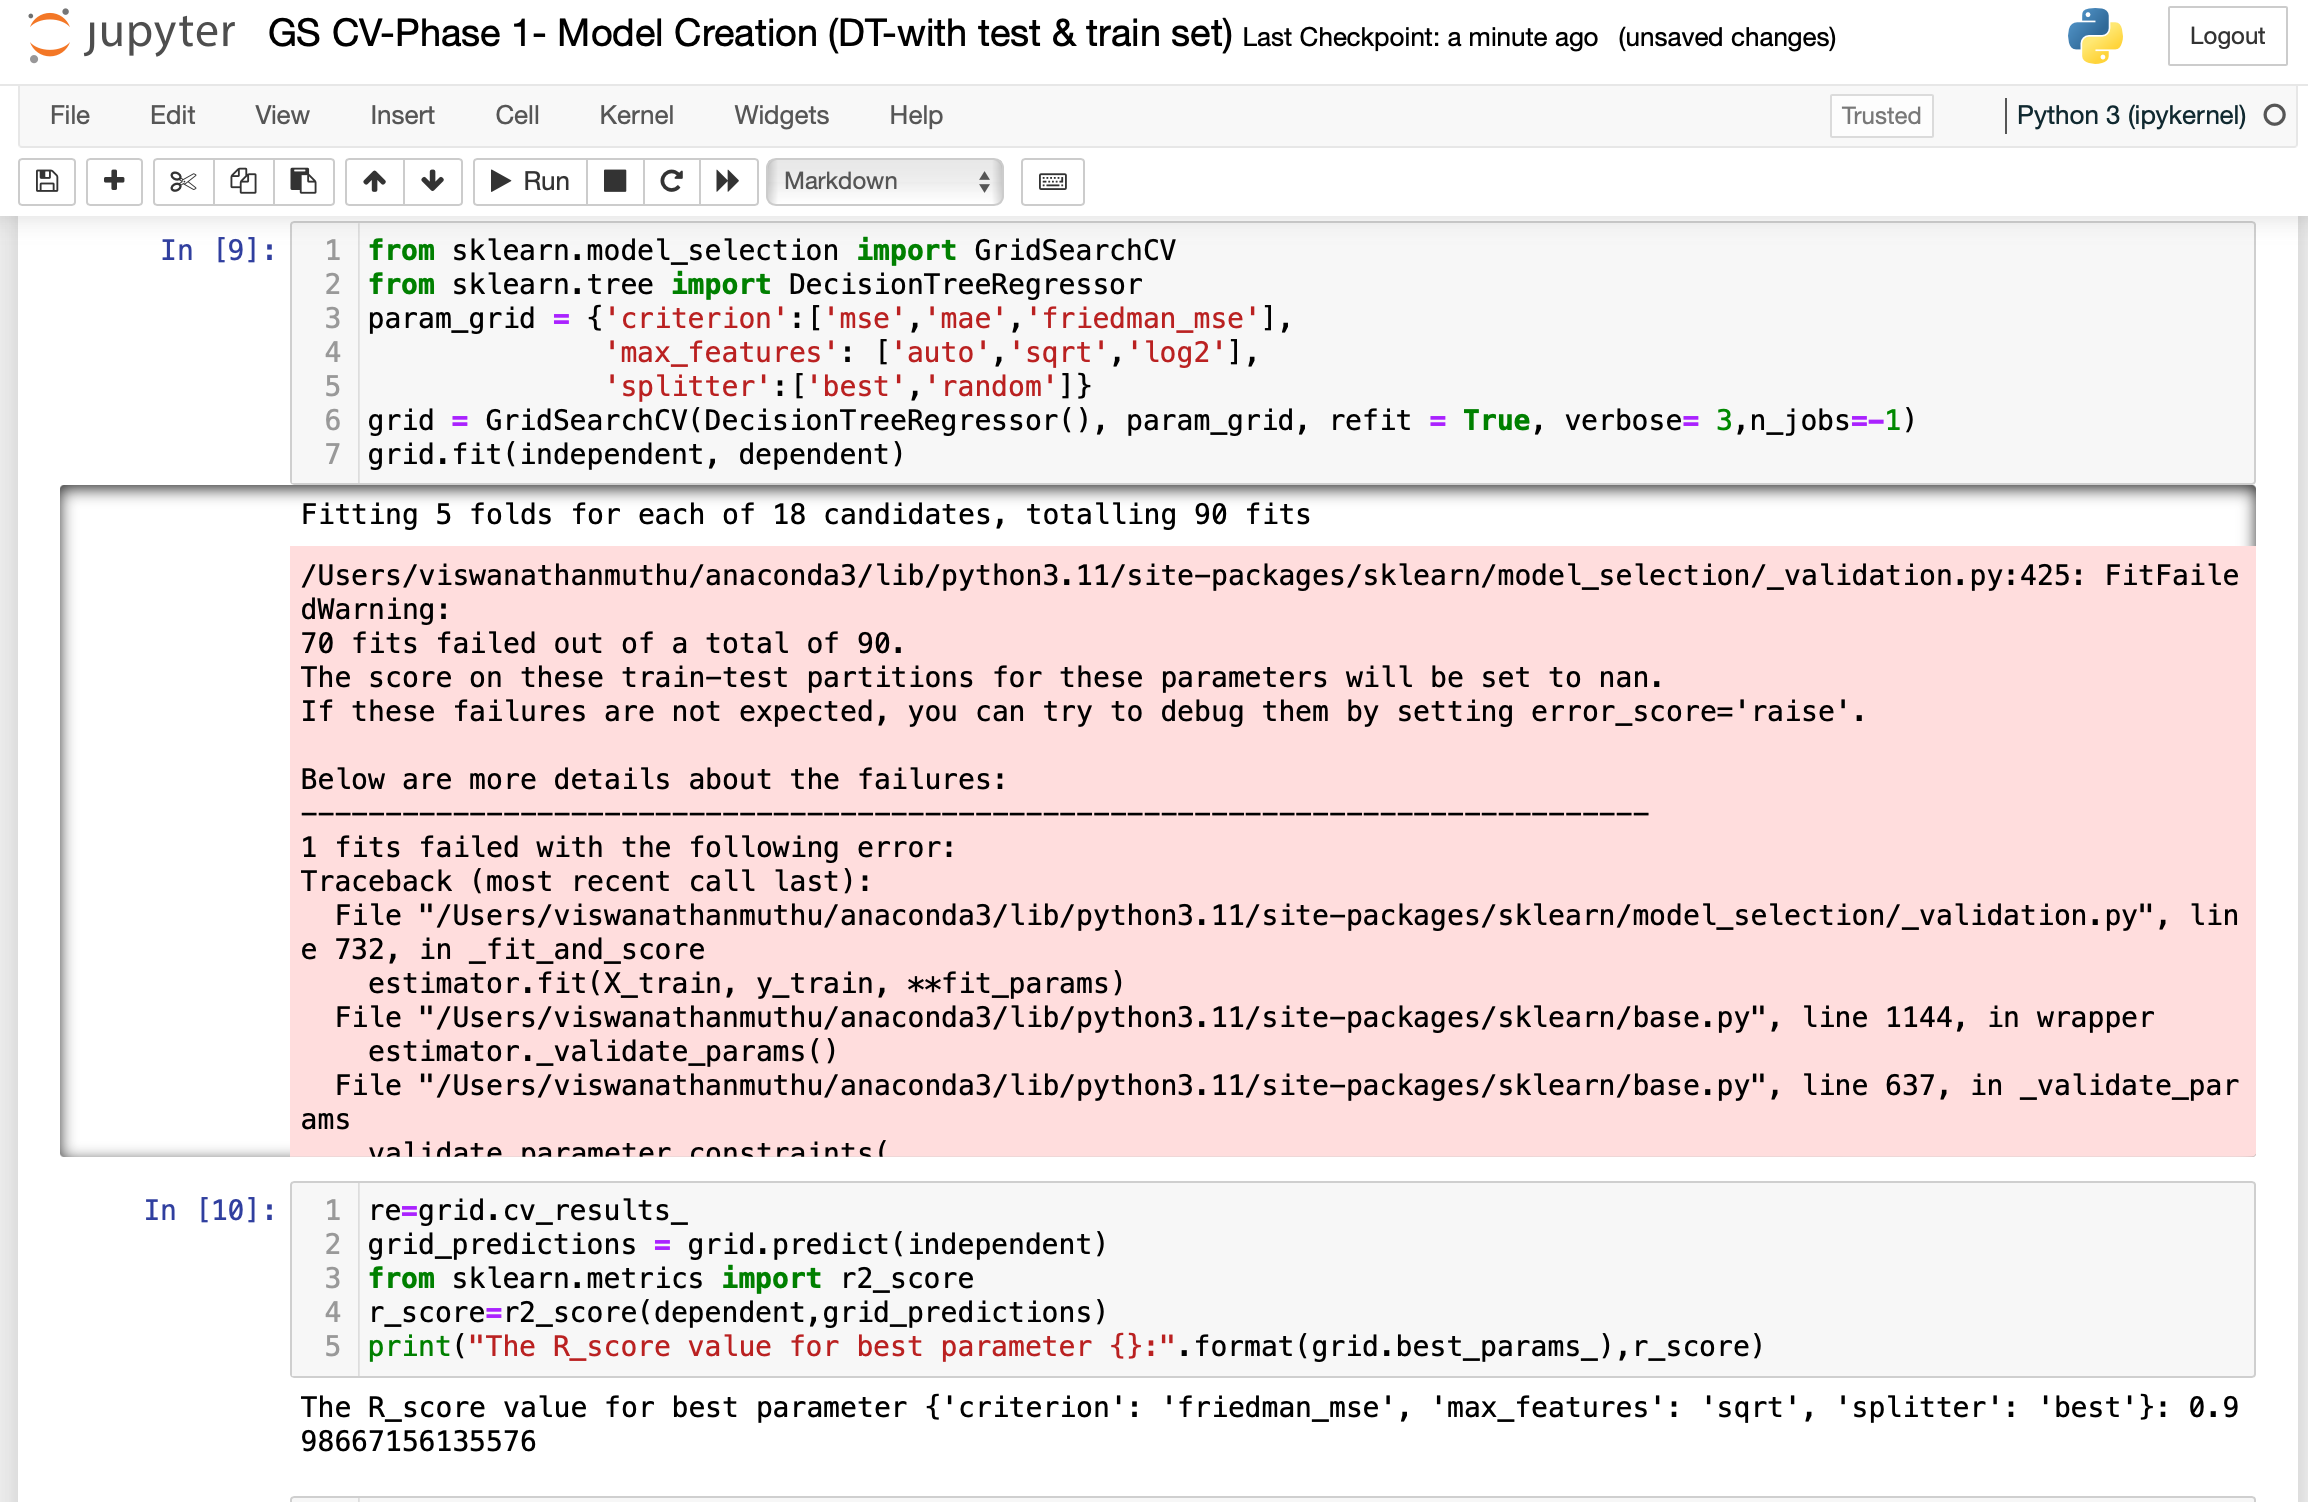 jupyter GS CV-Phase 1- Model Creation (DT-with test & train set) Last Checkpoint: a minute ago (unsaved changes) Logout
File Edit View Insert Cell Kernel Widgets Help Trusted Python 3 (ipykernel)
Run Markdown
In [9]:
1 from sklearn.model_selection import GridSearchCV
2 from sklearn.tree import DecisionTreeRegressor
3 param_grid = {'criterion':['mse','mae','friedman_mse'],
4 'max_features': ['auto','sqrt','log2'],
5 'splitter':['best','random']}
6 grid = GridSearchCV(DecisionTreeRegressor(), param_grid, refit = True, verbose= 3,n_jobs=-1)
7 grid.fit(independent, dependent)
Fitting 5 folds for each of 18 candidates, totalling 90 fits
/Users/viswanathanmuthu/anaconda3/lib/python3.11/site-packages/sklearn/model_selection/_validation.py:425: FitFaile
dWarning:
70 fits failed out of a total of 90.
The score on these train-test partitions for these parameters will be set to nan.
If these failures are not expected, you can try to debug them by setting error_score='raise'.
Below are more details about the failures:
--------------------------------------------------------------------------------
1 fits failed with the following error:
Traceback (most recent call last):
File "/Users/viswanathanmuthu/anaconda3/lib/python3.11/site-packages/sklearn/model_selection/_validation.py", lin
e 732, in _fit_and_score
estimator.fit(X_train, y_train, **fit_params)
File "/Users/viswanathanmuthu/anaconda3/lib/python3.11/site-packages/sklearn/base.py", line 1144, in wrapper
estimator._validate_params()
File "/Users/viswanathanmuthu/anaconda3/lib/python3.11/site-packages/sklearn/base.py", line 637, in _validate_par
ams
validate_parameter_constraints(
In [10]:
1 re=grid.cv_results_
2 grid_predictions = grid.predict(independent)
3 from sklearn.metrics import r2_score
4 r_score=r2_score(dependent,grid_predictions)
5 print("The R_score value for best parameter {}:".format(grid.best_params_),r_score)
The R_score value for best parameter {'criterion': 'friedman_mse', 'max_features': 'sqrt', 'splitter': 'best'}: 0.9
98667156135576